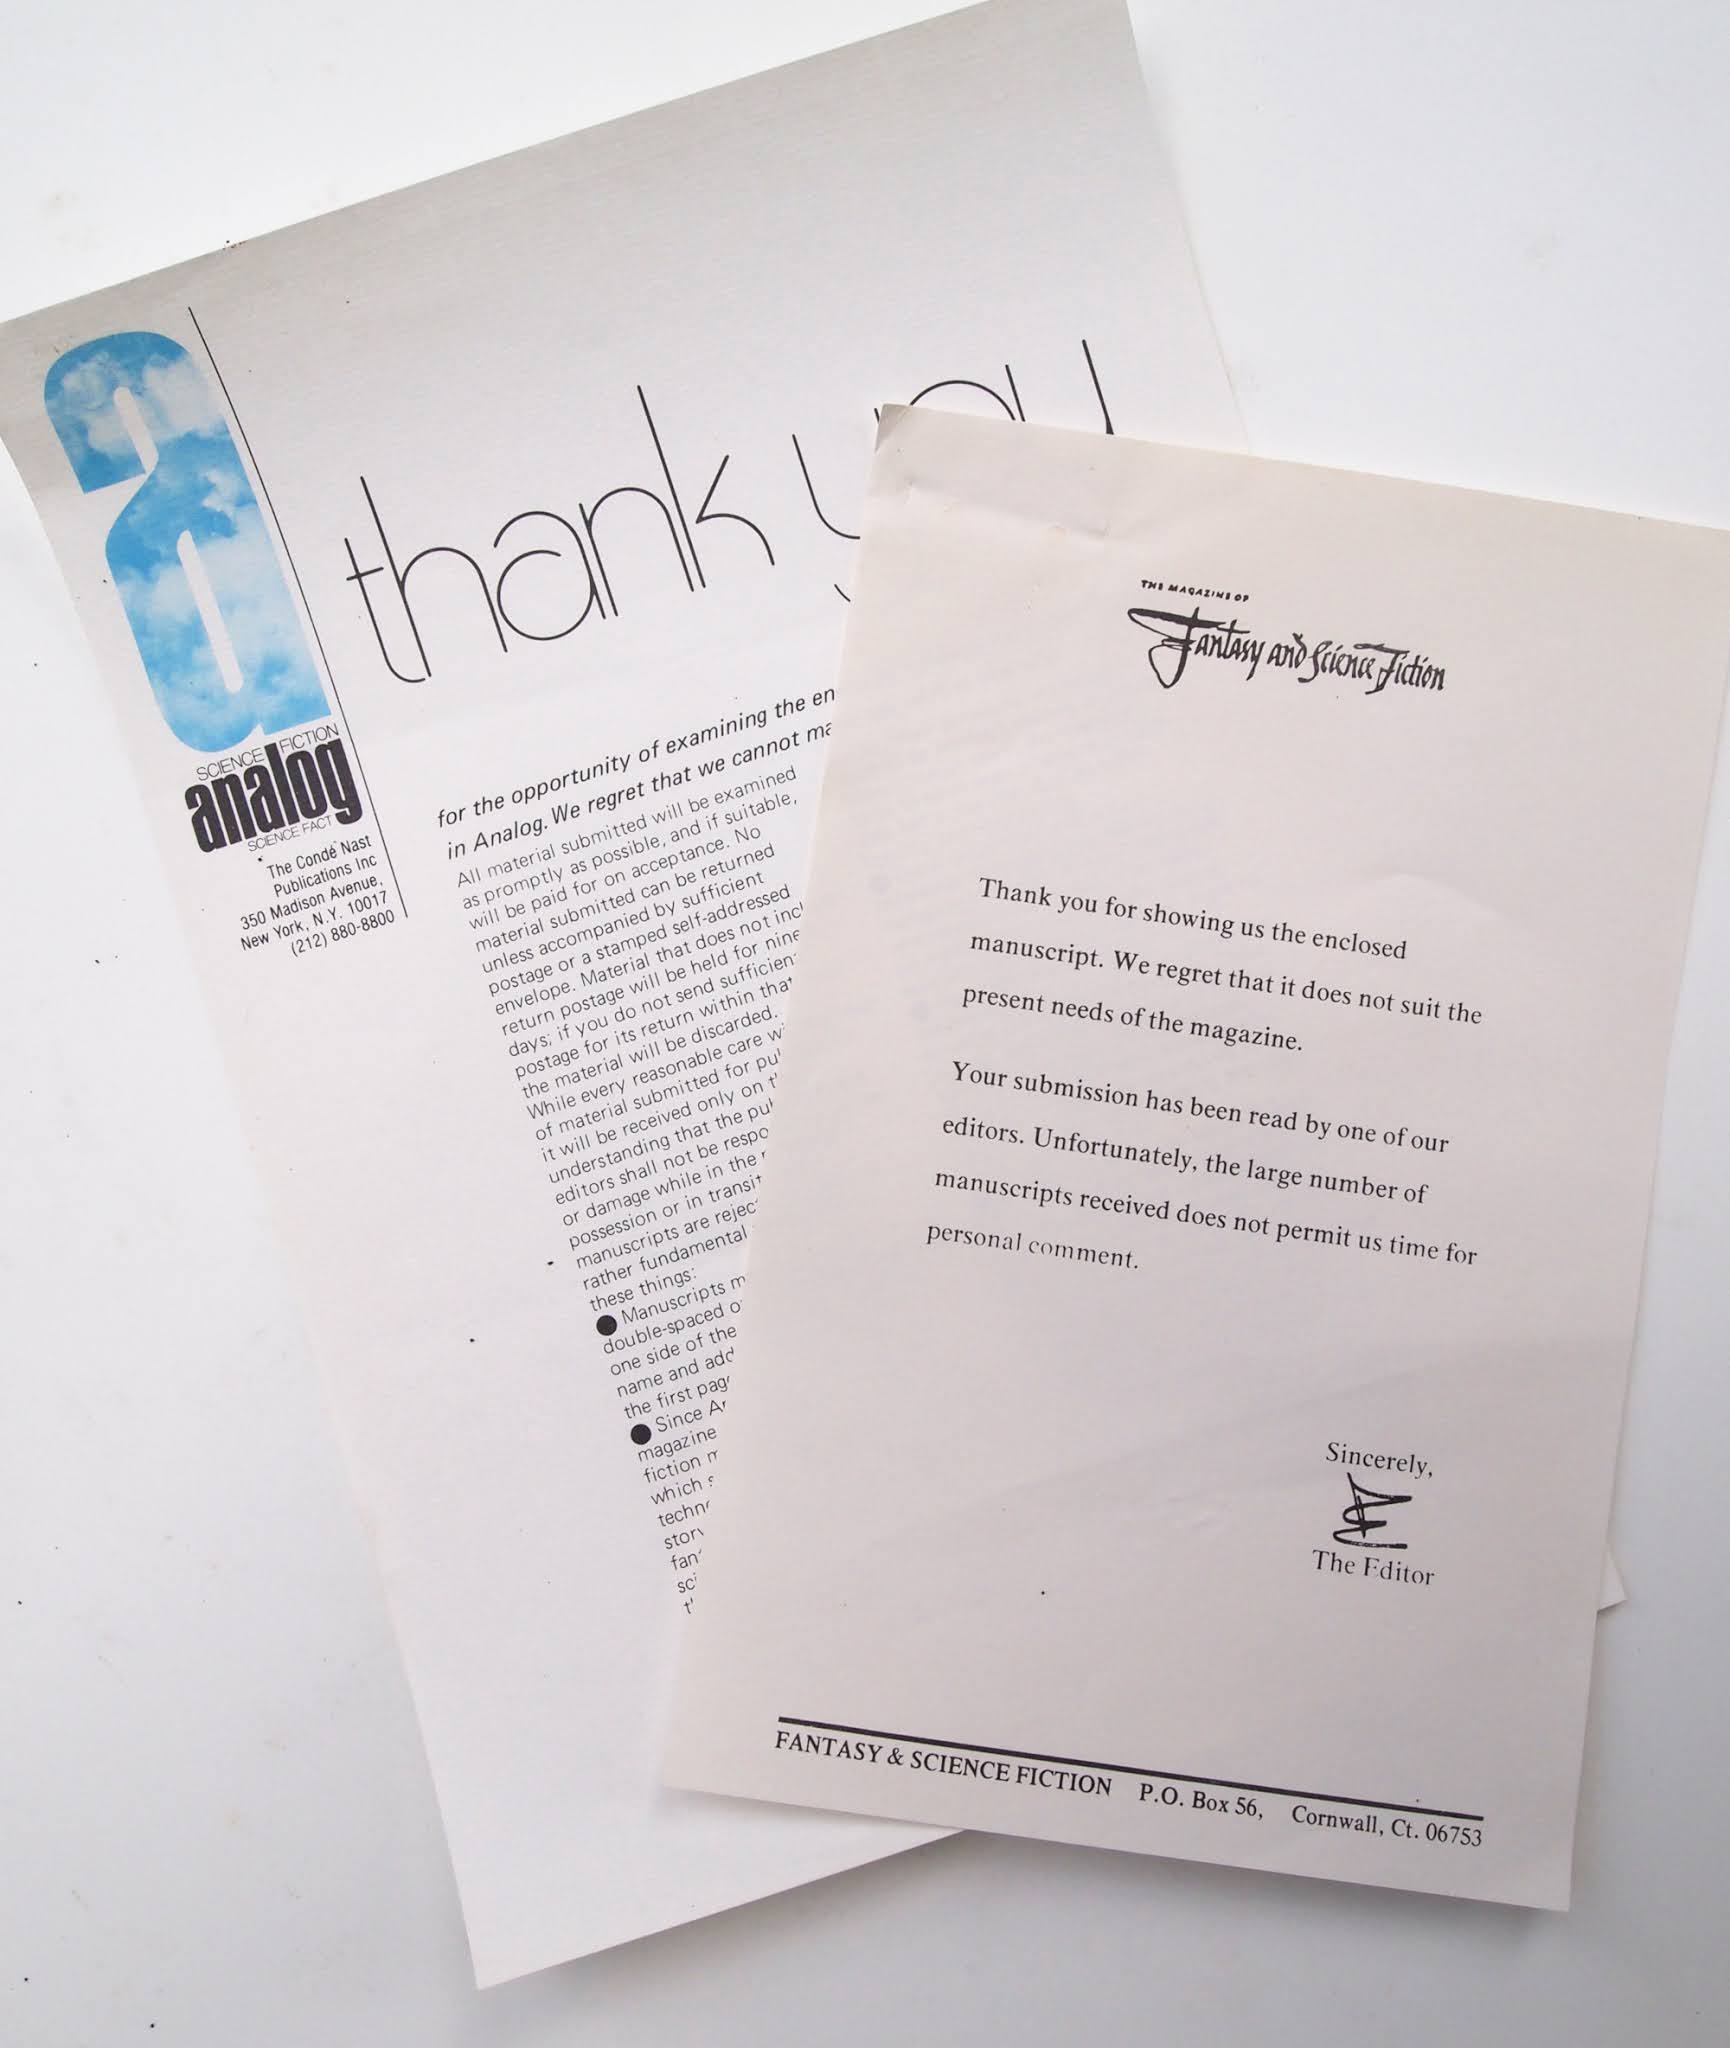 thank
SCIENCE FICTION
analog
SCIENCE FACT
The Condé Nast
Publications Inc
350 Madison Avenue,
New York, N.Y. 10017
(212) 880-8800
for the opportunity of examining the
in Analog. We regret that we cannot
All material submitted will be examined
as promptly as possible, and if suitable,
will be paid for on acceptance. No
material submitted can be returned
unless accompanied by sufficient
postage or a stamped self-addressed
envelope. Material that does not
return postage will be held for nine
days; if you do not send
postage for its return within
the material will be discarded.
While every reasonable care
of material submitted for
it will be received only on
understanding that the
editors shall not be
or damage while in the
possession or in
manuscripts are
rather fundamental
these things:
● Manuscripts
double-spaced
one side of the
name and
the first
● Since
magazine
fiction
which
THE MAGAZINE OF
Fantasy and Science Fiction
Thank you for showing us the enclosed
manuscript. We regret that it does not suit the
present needs of the magazine.
Your submission has been read by one of our
editors. Unfortunately, the large number of
manuscripts received does not permit us time for
personal comment.
Sincerely,
The Editor
FANTASY & SCIENCE FICTION P.O. Box 56, Cornwall, Ct. 06753